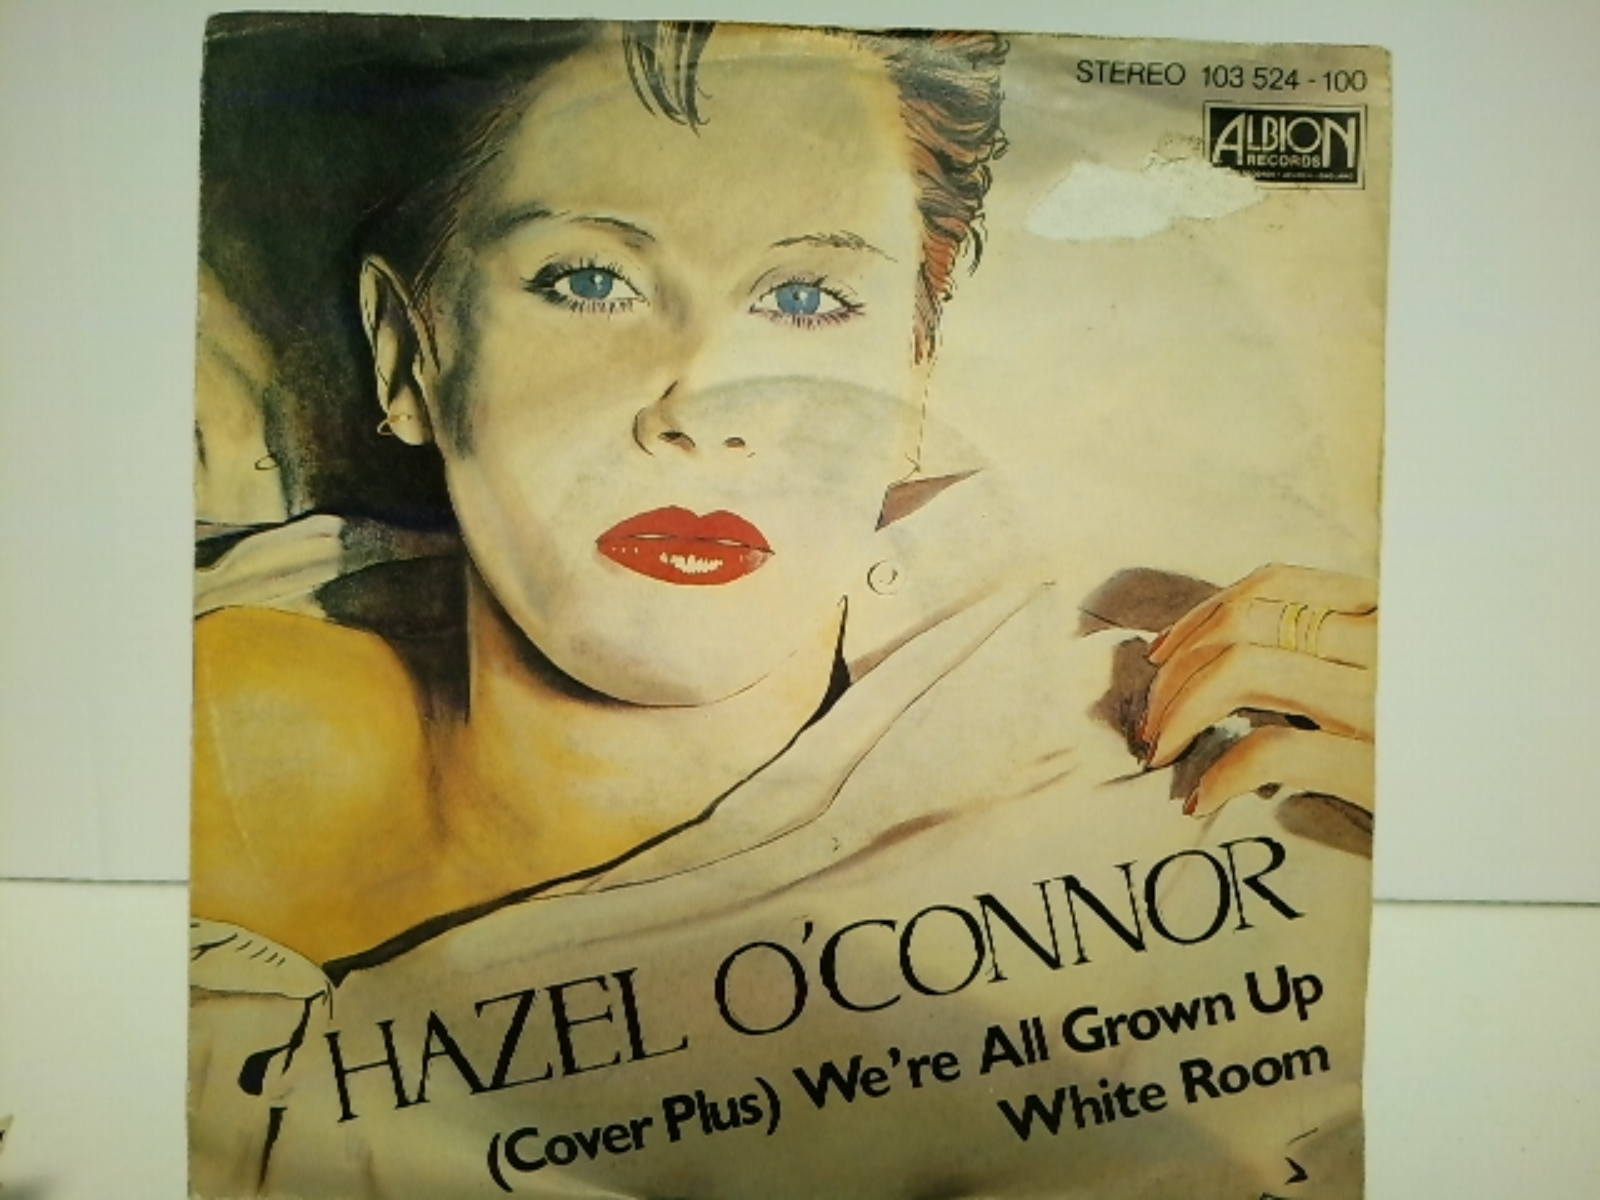 STEREO 103 524 - 100
ALBION
RECORDS
HAZEL O'CONNOR
(Cover Plus) We're All Grown Up
White Room